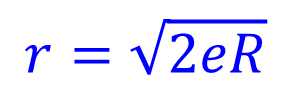 r = √2eR